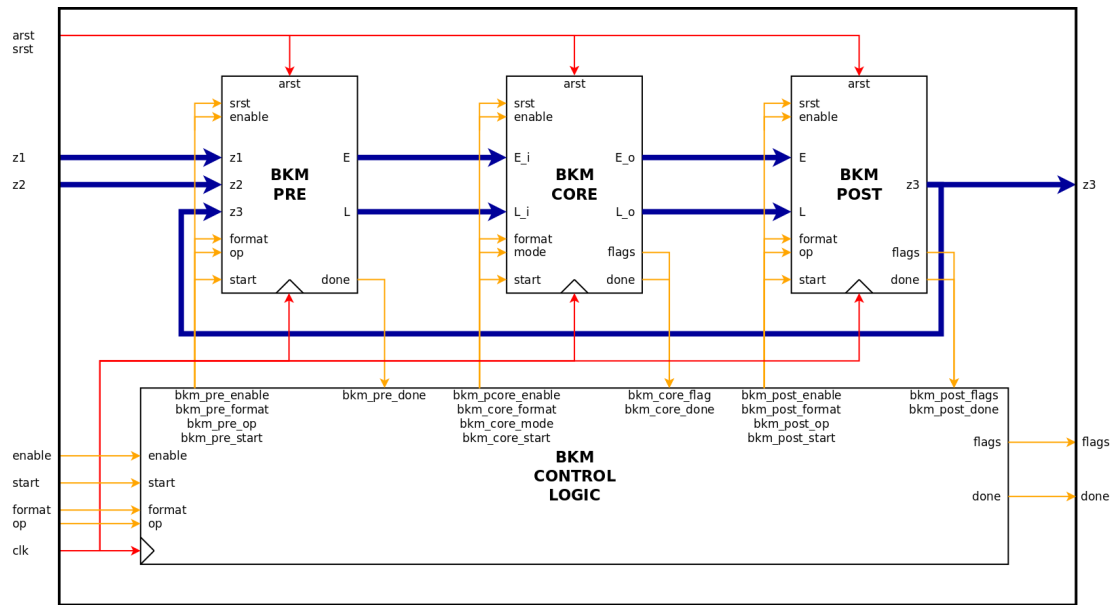 arst
srst
z1
z2
enable
start
format
op
clk
arst
srst
enable
z1
z2
z3
format
op
start
E
L
done
BKM
PRE
arst
srst
enable
E_i
L_i
format
mode
start
E_o
L_o
flags
done
BKM
CORE
arst
srst
enable
E
L
format
op
start
z3
flags
done
BKM
POST
z3
bkm_pre_enable
bkm_pre_format
bkm_pre_op
bkm_pre_start
bkm_pre_done
bkm_pcore_enable
bkm_core_format
bkm_core_mode
bkm_core_start
bkm_core_flag
bkm_core_done
bkm_post_enable
bkm_post_format
bkm_post_op
bkm_post_start
bkm_post_flags
bkm_post_done
enable
start
format
op
BKM
CONTROL
LOGIC
flags
done
flags
done